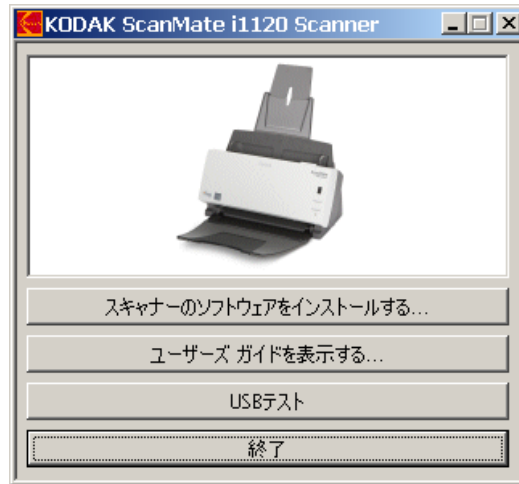 KODAK ScanMate i1120 Scanner
スキャナーのソフトウェアをインストールする...
ユーザーズ ガイドを表示する...
USBテスト
終了